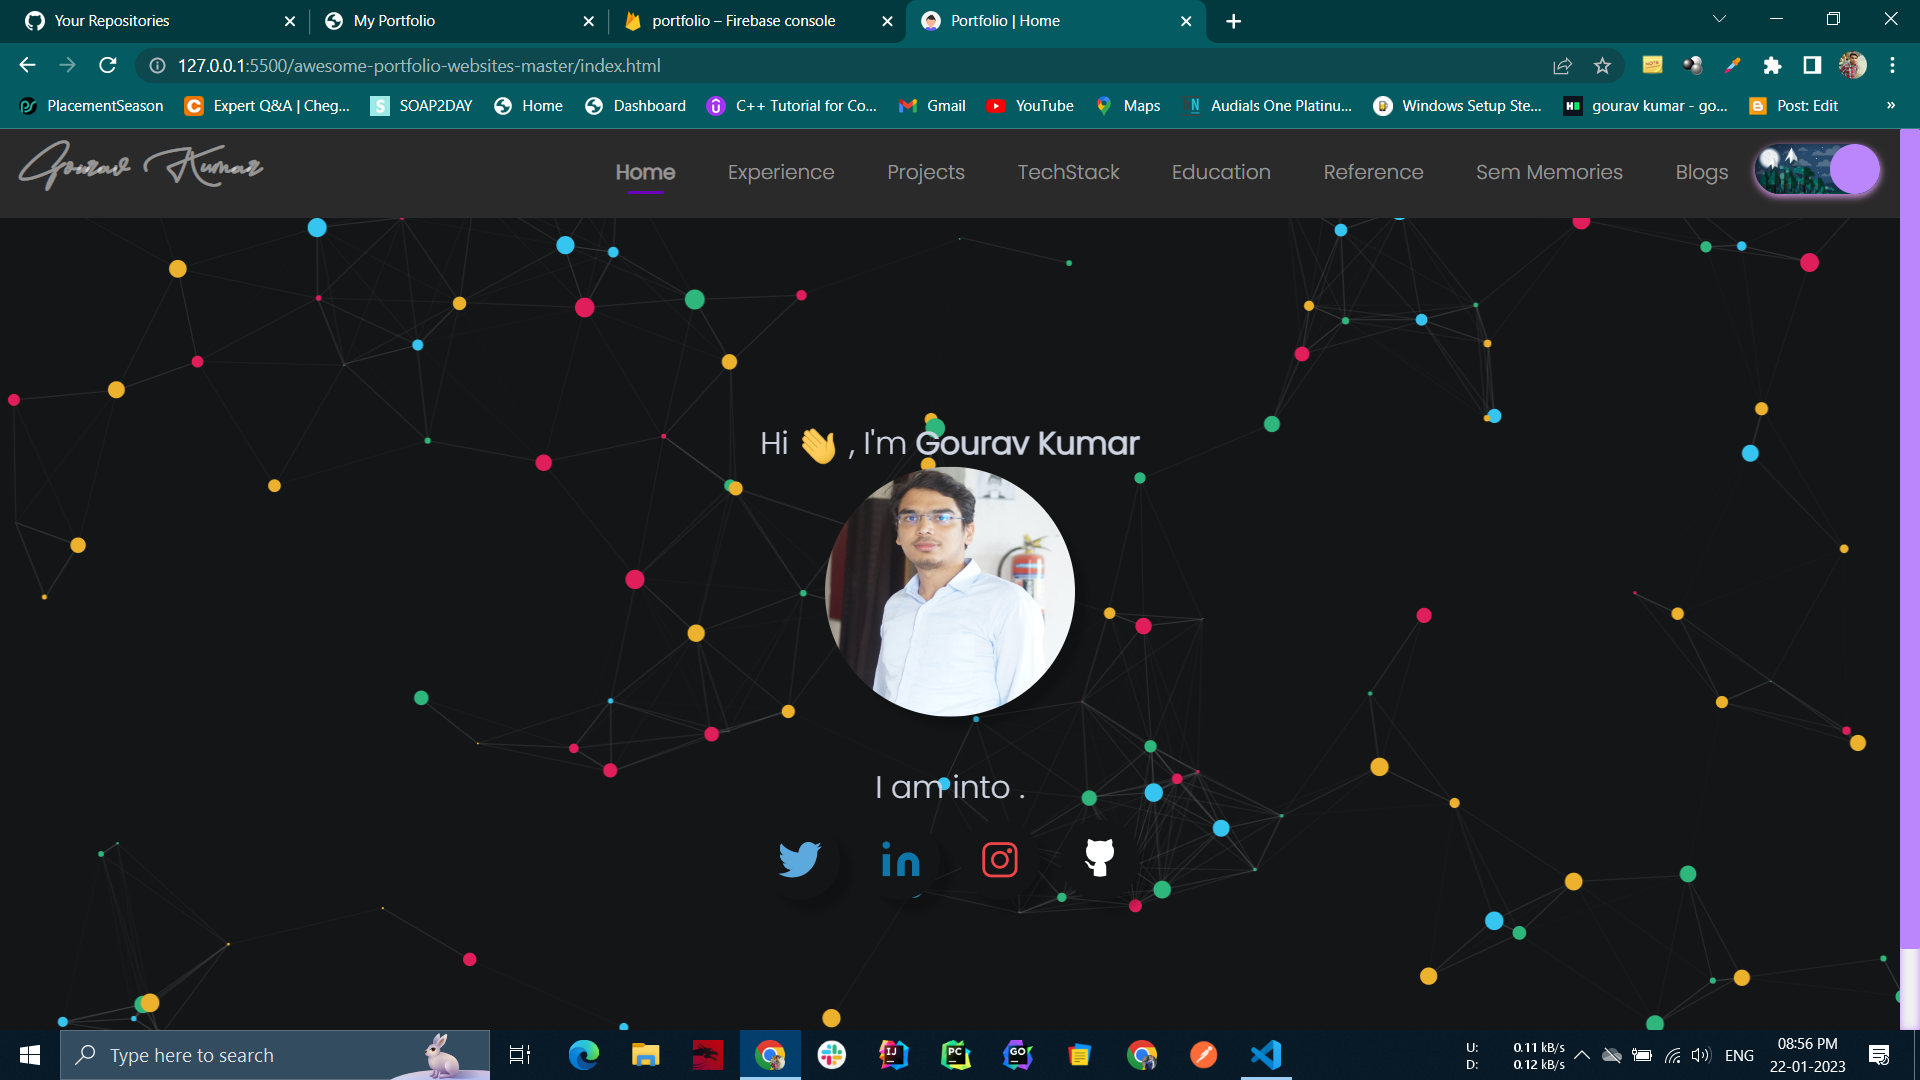 Your Repositories
My Portfolio
portfolio – Firebase console
Portfolio | Home
127.0.0.1:5500/awesome-portfolio-websites-master/index.html
PlacementSeason
Expert Q&A | Cheg...
SOAP2DAY
Home
Dashboard
C++ Tutorial for Co...
Gmail
YouTube
Maps
Audials One Platinu...
Windows Setup Ste...
gourav kumar - go...
Post: Edit
»
Gourav Kumar
Home
Experience
Projects
TechStack
Education
Reference
Sem Memories
Blogs
Hi 👋 , I'm Gourav Kumar
I am into .
Type here to search
U: 0.11 kB/s
D: 0.12 kB/s
ENG
08:56 PM
22-01-2023